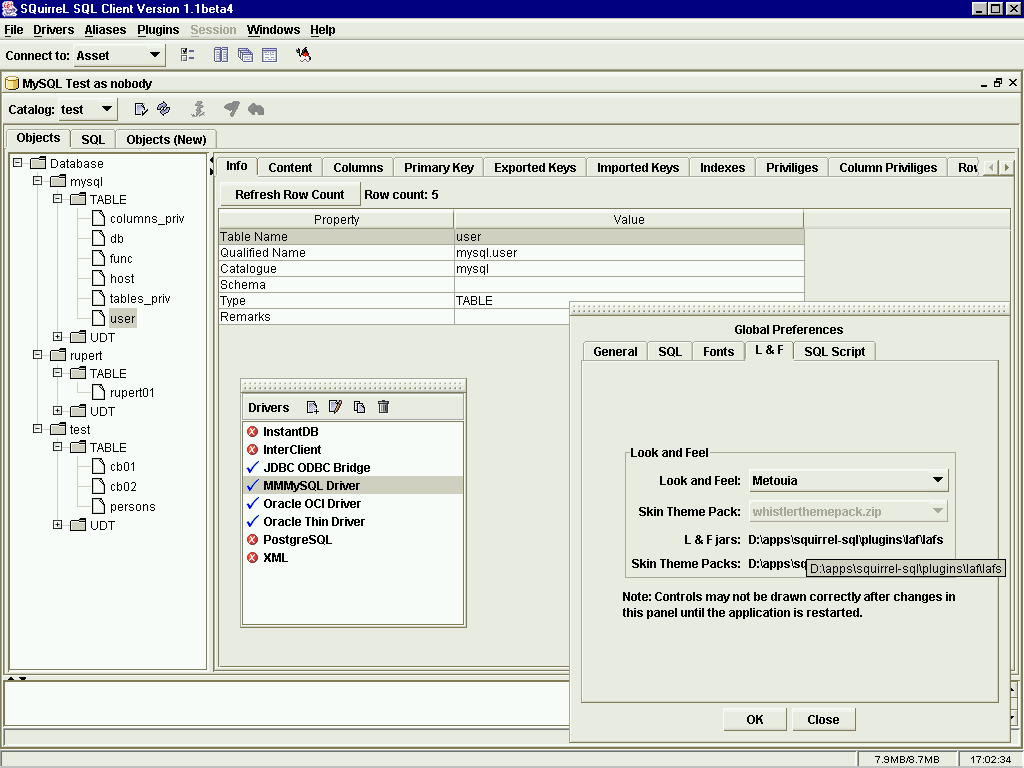 SQuirreL SQL Client Version 1.1beta4
File Drivers Aliases Plugins Session Windows Help
Connect to: Asset
MySQL Test as nobody
Catalog: test
Objects SQL Objects (New)
Database
mysql
TABLE
columns_priv
db
func
host
tables_priv
user
UDT
rupert
TABLE
rupert01
UDT
test
TABLE
cb01
cb02
persons
UDT
Info Content Columns Primary Key Exported Keys Imported Keys Indexes Priviliges Column Priviliges Rov
Refresh Row Count Row count: 5
Property Value
Table Name user
Qualified Name mysql.user
Catalogue mysql
Schema
Type TABLE
Remarks
Drivers
InstantDB
InterClient
JDBC ODBC Bridge
MMMySQL Driver
Oracle OCI Driver
Oracle Thin Driver
PostgreSQL
XML
Global Preferences
General SQL Fonts L & F SQL Script
Look and Feel
Look and Feel: Metouia
Skin Theme Pack: whistlerthemepack.zip
L & F jars: D:\apps\squirrel-sql\plugins\laf\lafs
Skin Theme Packs: D:\apps\sq
D:\apps\squirrel-sql\plugins\laf\lafs
Note: Controls may not be drawn correctly after changes in
this panel until the application is restarted.
OK Close
7.9MB/8.7MB 17:02:34